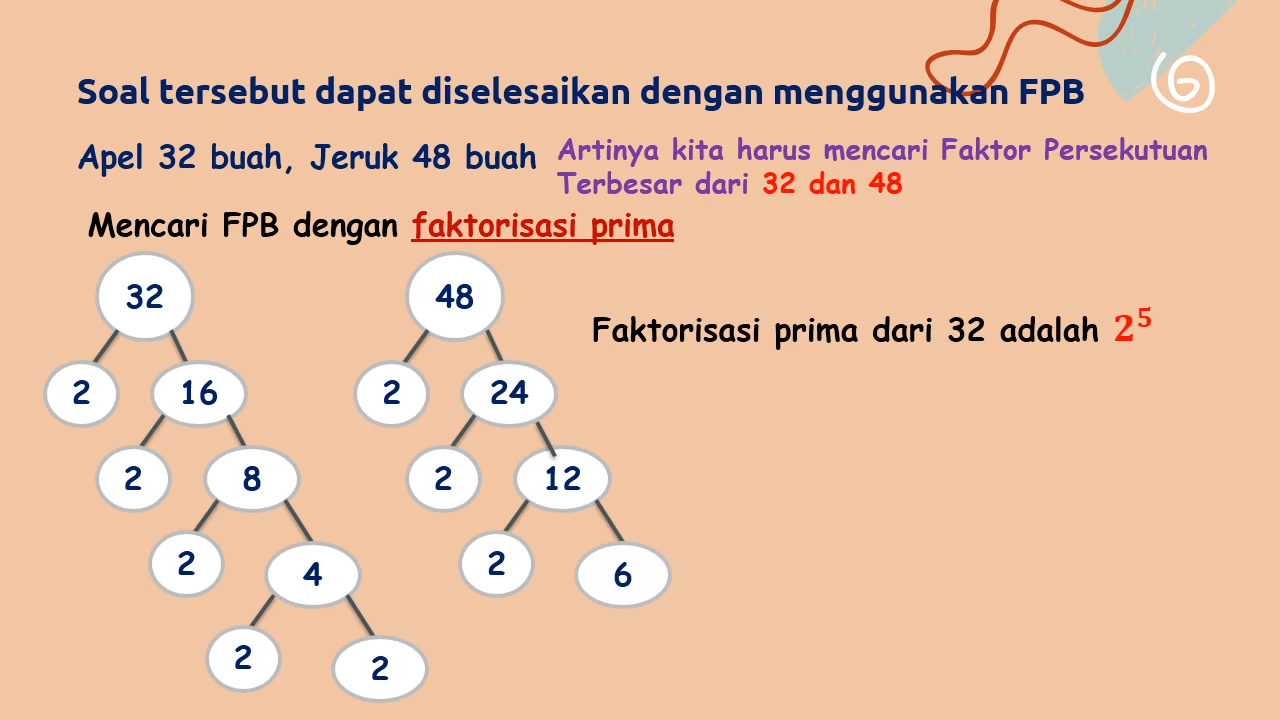 Soal tersebut dapat diselesaikan dengan menggunakan FPB
Apel 32 buah, Jeruk 48 buah
Artinya kita harus mencari Faktor Persekutuan
Terbesar dari 32 dan 48
Mencari FPB dengan faktorisasi prima
32
48
Faktorisasi prima dari 32 adalah 2⁵
2 16
2 24
2 8
2 12
2 4
2 6
2 2